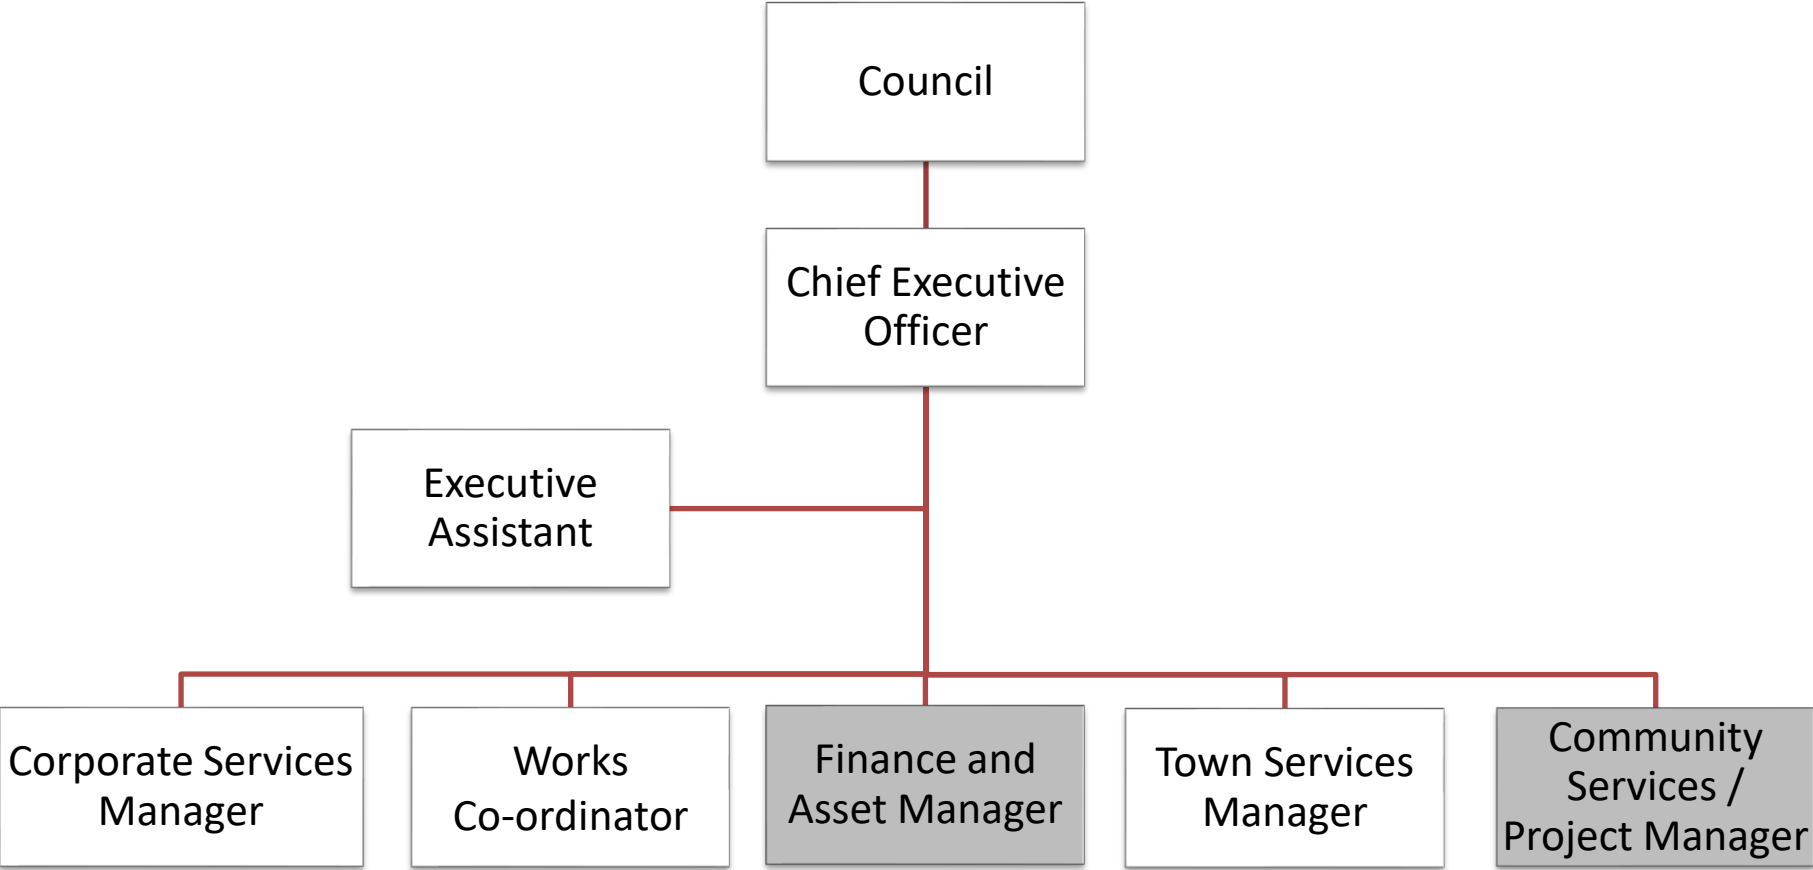 Council
Chief Executive
Officer
Executive
Assistant
Corporate Services
Manager
Works
Co-ordinator
Finance and
Asset Manager
Town Services
Manager
Community
Services /
Project Manager